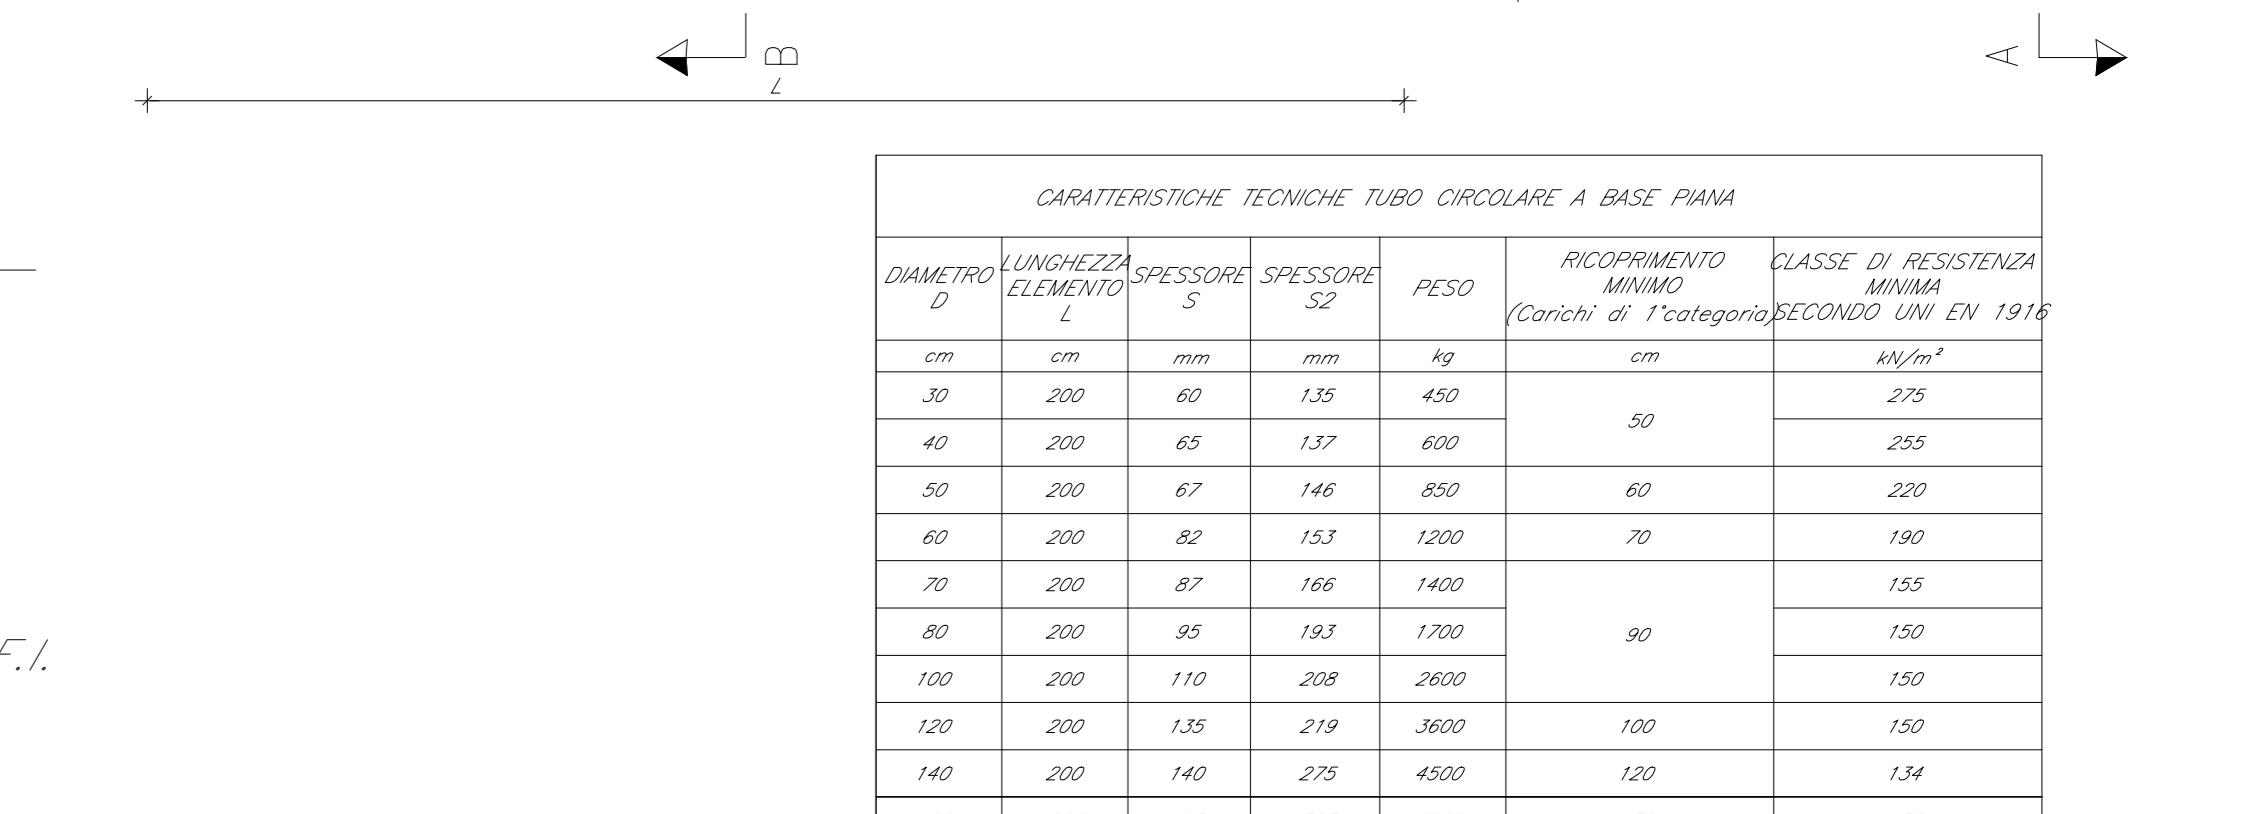 B
A
L
CARATTERISTICHE TECNICHE TUBO CIRCOLARE A BASE PIANA
DIAMETRO D
LUNGHEZZA ELEMENTO L
SPESSORE S
SPESSORE S2
PESO
RICOPRIMENTO MINIMO (Carichi di 1°categoria)
CLASSE DI RESISTENZA MINIMA SECONDO UNI EN 1916
cm cm mm mm kg cm kN/m²
30 200 60 135 450 50 275
40 200 65 137 600 255
50 200 67 146 850 60 220
60 200 82 153 1200 70 190
70 200 87 166 1400 90 155
80 200 95 193 1700 150
100 200 110 208 2600 150
120 200 135 219 3600 100 150
140 200 140 275 4500 120 134
F.I.